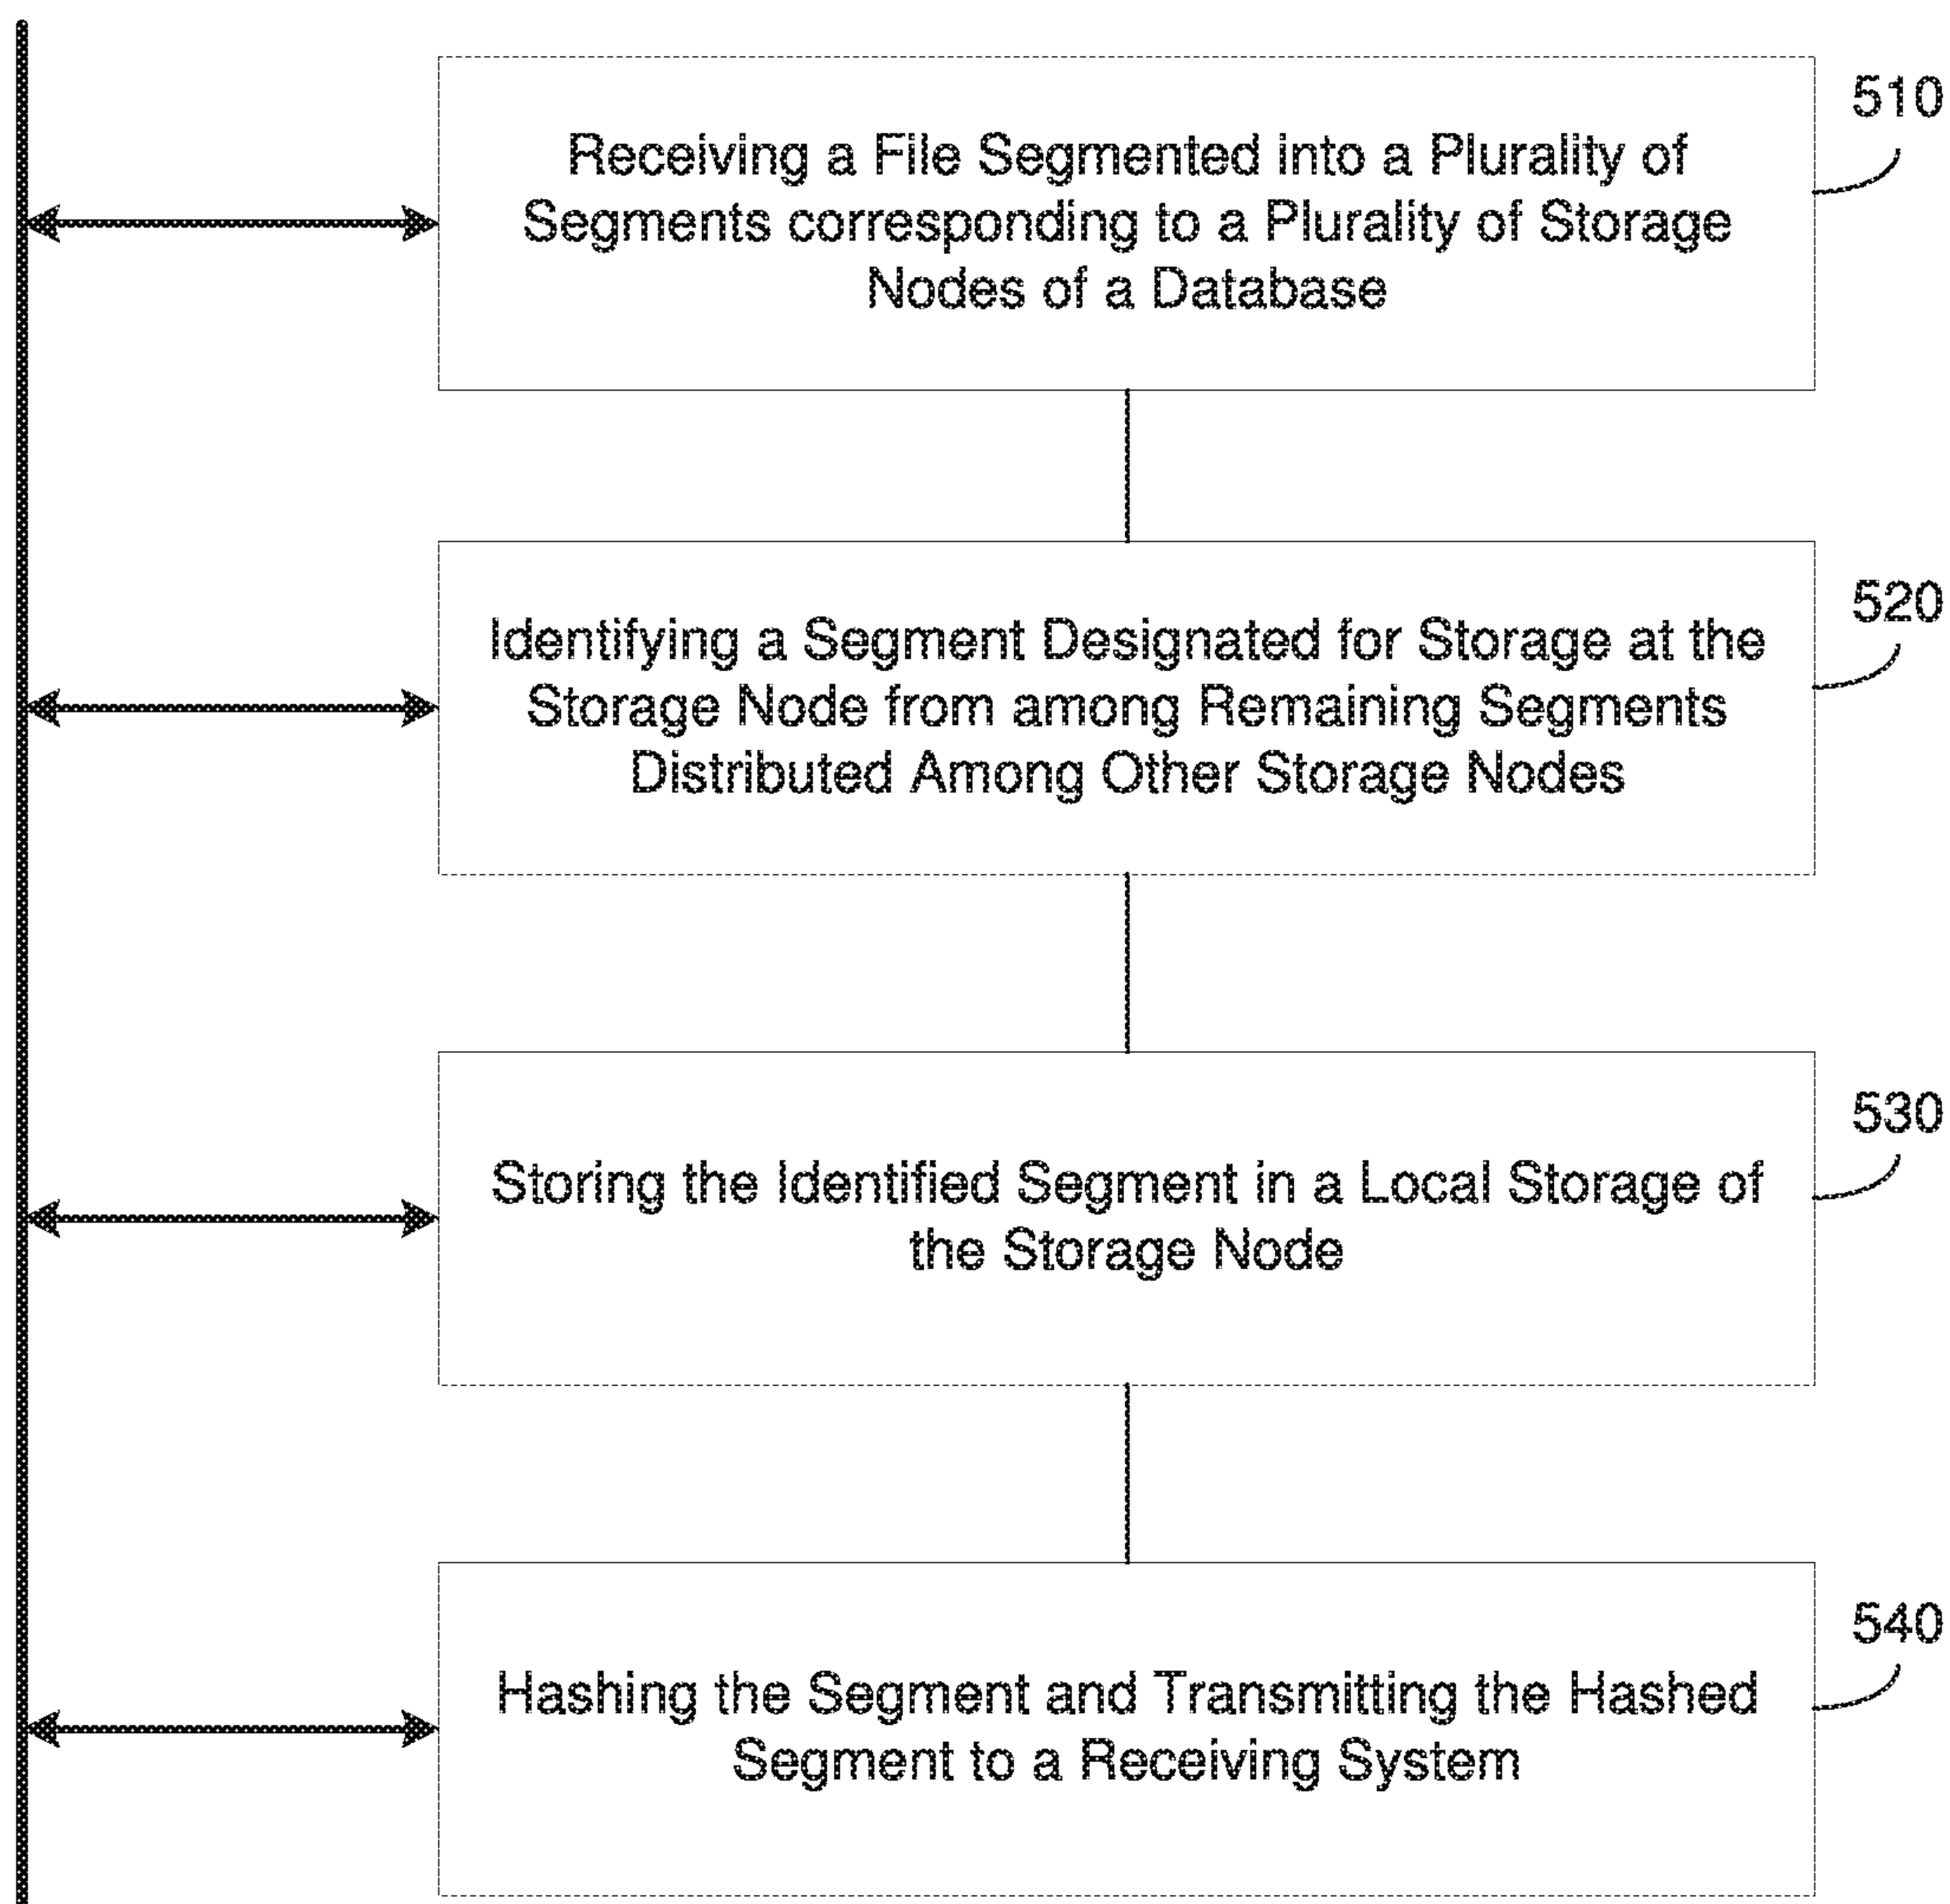 510
Receiving a File Segmented into a Plurality of
Segments corresponding to a Plurality of Storage
Nodes of a Database
520
Identifying a Segment Designated for Storage at the
Storage Node from among Remaining Segments
Distributed Among Other Storage Nodes
530
Storing the Identified Segment in a Local Storage of
the Storage Node
540
Hashing the Segment and Transmitting the Hashed
Segment to a Receiving System